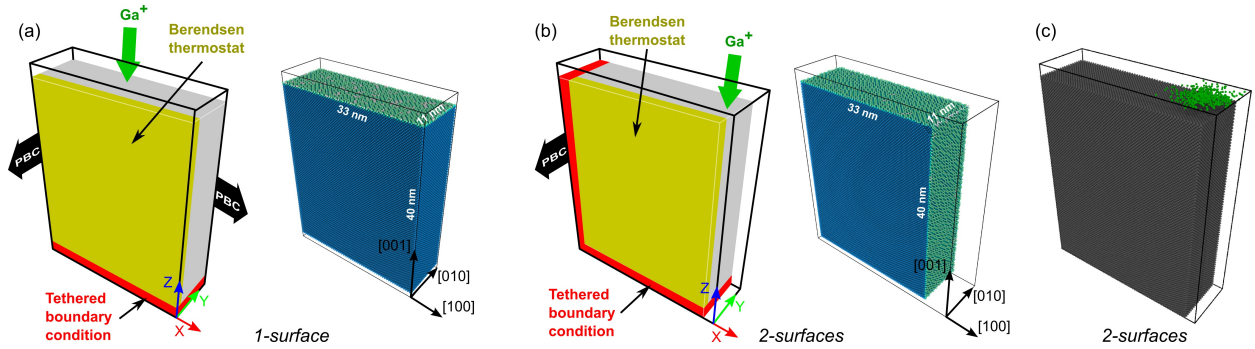 (a)
Ga+
Berendsen
thermostat
PBC
PBC
Tethered
boundary
condition
Z
Y
X
33 nm
11 nm
40 nm
[001]
[010]
[100]
1-surface
(b)
Berendsen
thermostat
Ga+
PBC
Tethered
boundary
condition
Z
Y
X
33 nm
11 nm
40 nm
[001]
[010]
[100]
2-surfaces
(c)
2-surfaces